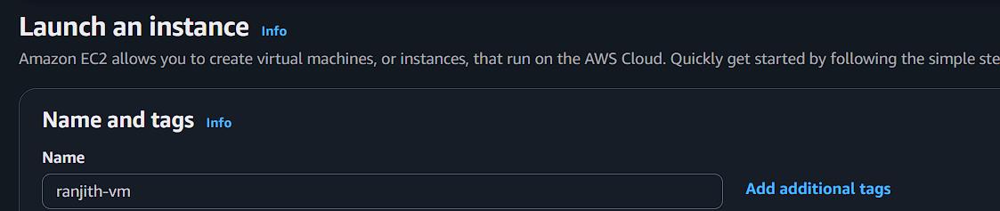 Launch an instance Info
Amazon EC2 allows you to create virtual machines, or instances, that run on the AWS Cloud. Quickly get started by following the simple ste
Name and tags Info
Name
ranjith-vm Add additional tags